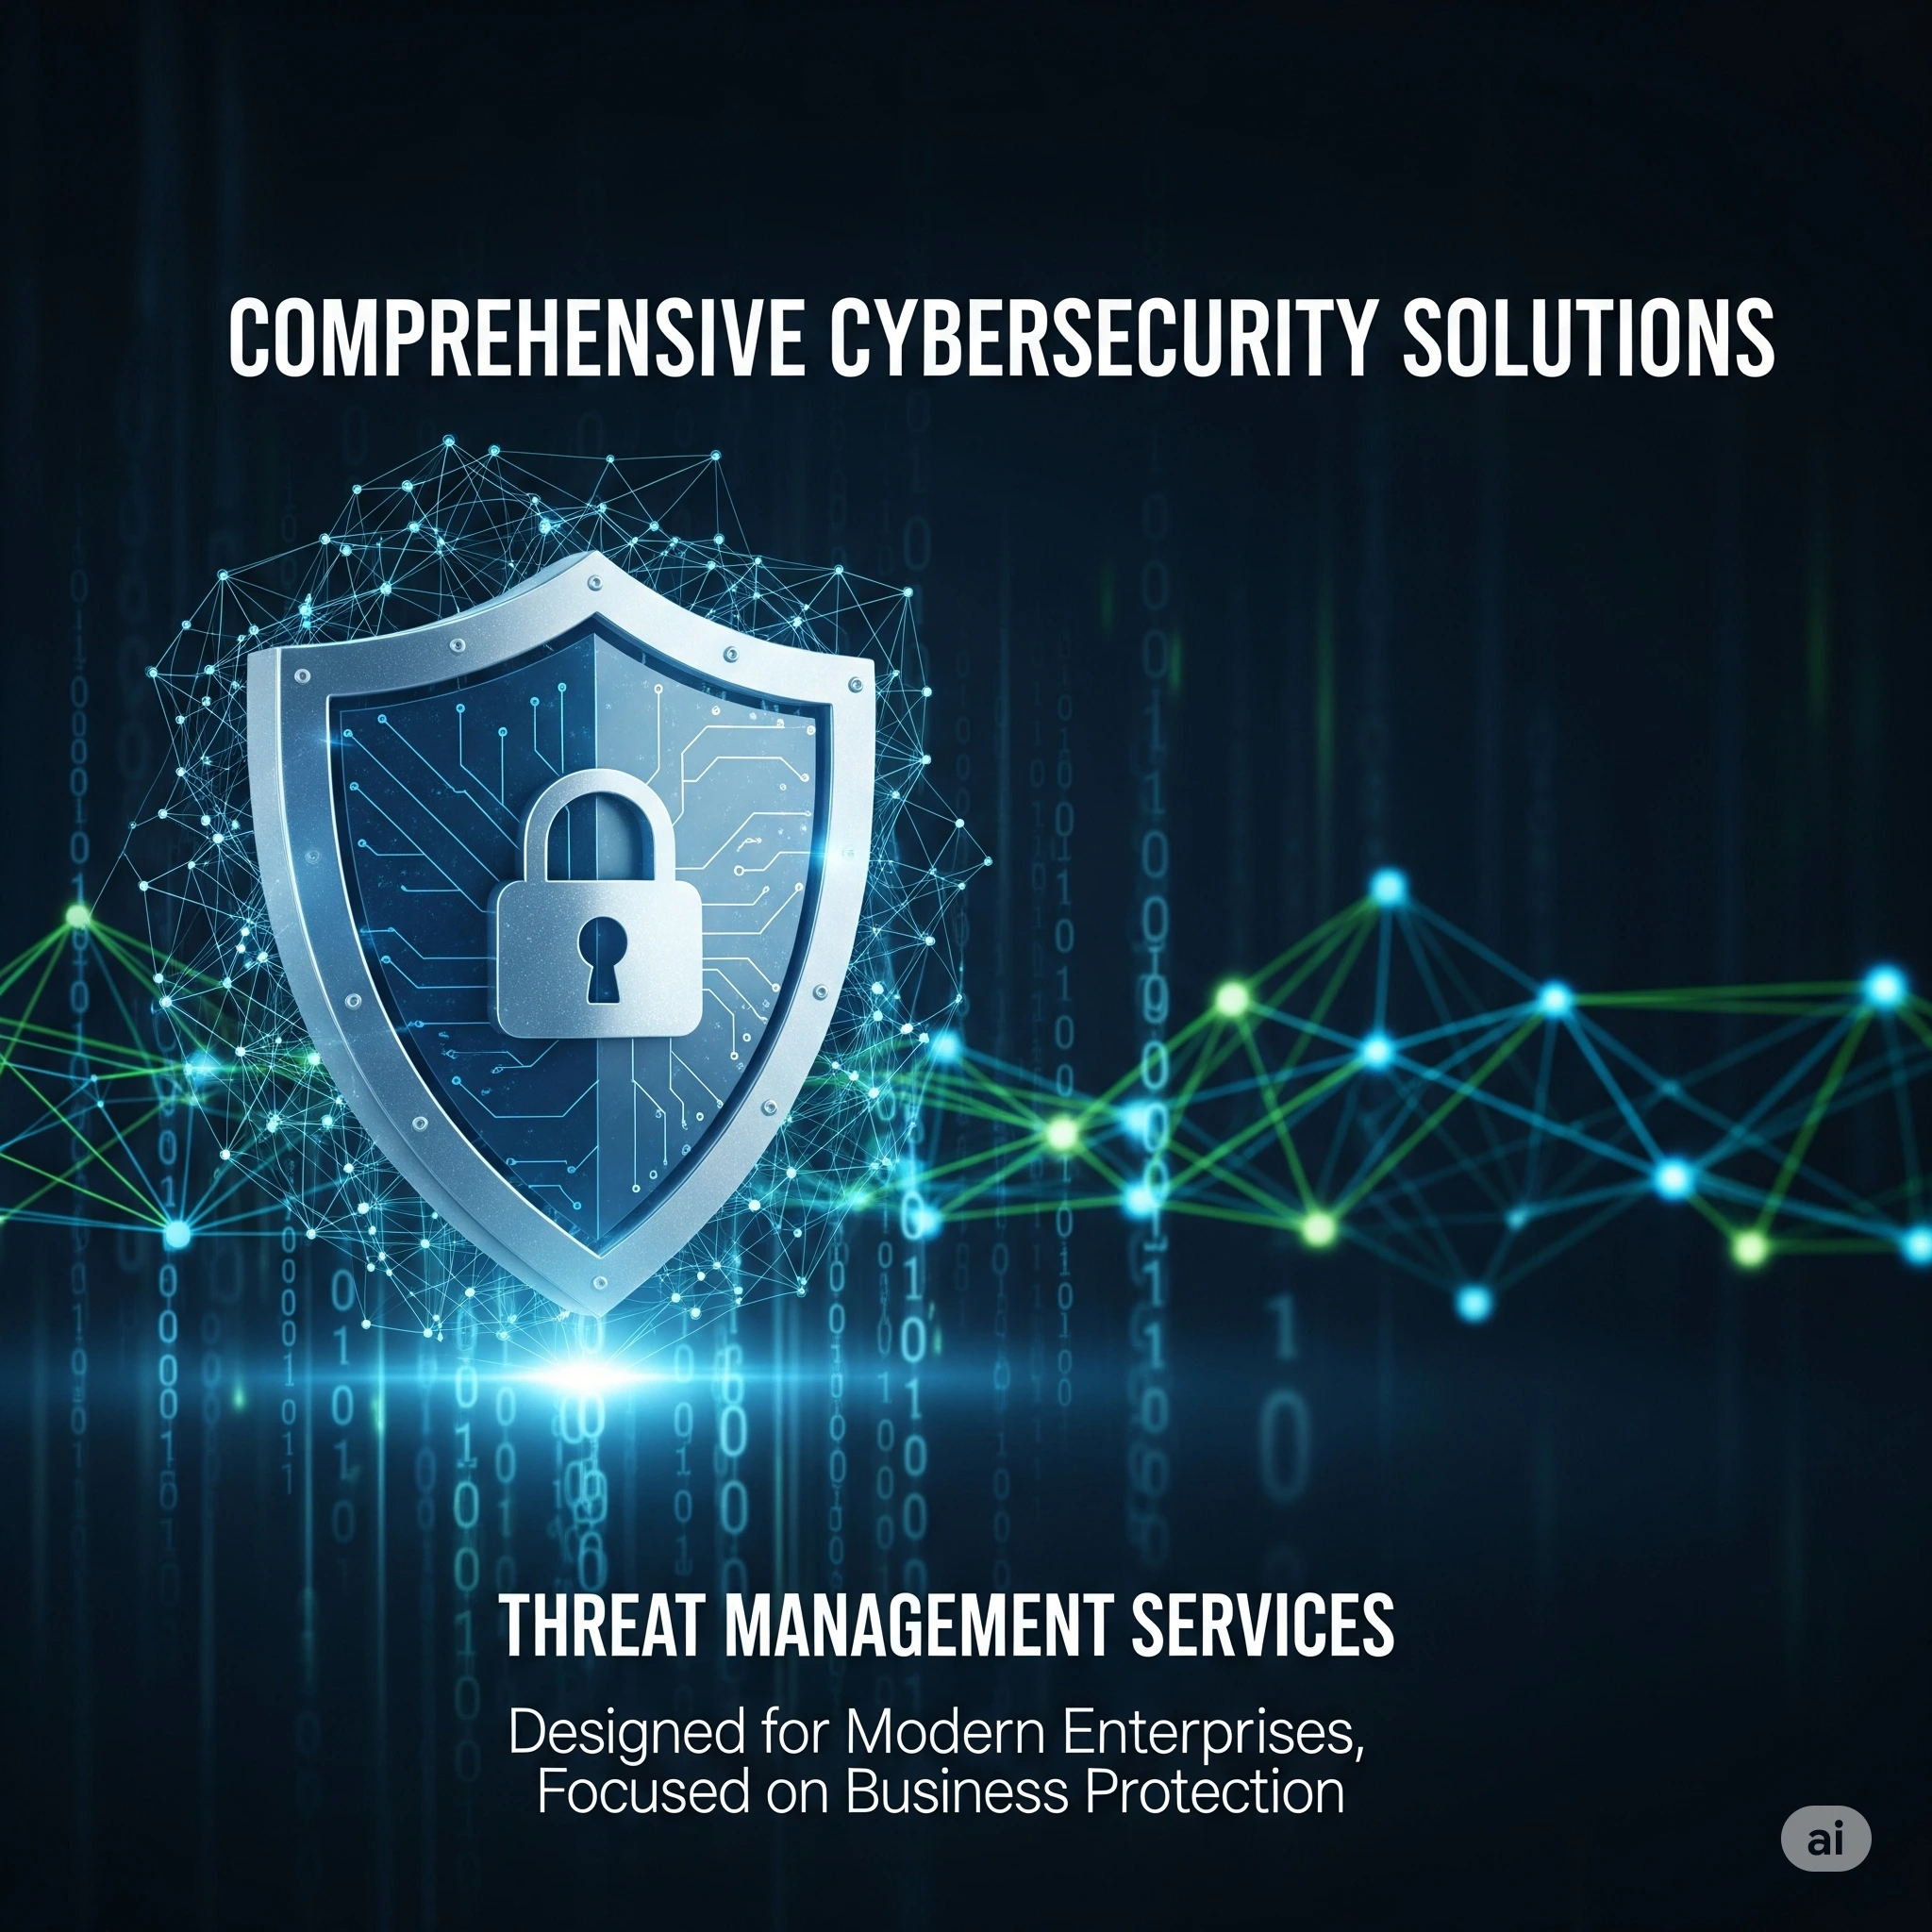 COMPREHENSIVE CYBERSECURITY SOLUTIONS
THREAT MANAGEMENT SERVICES
Designed for Modern Enterprises,
Focused on Business Protection
ai